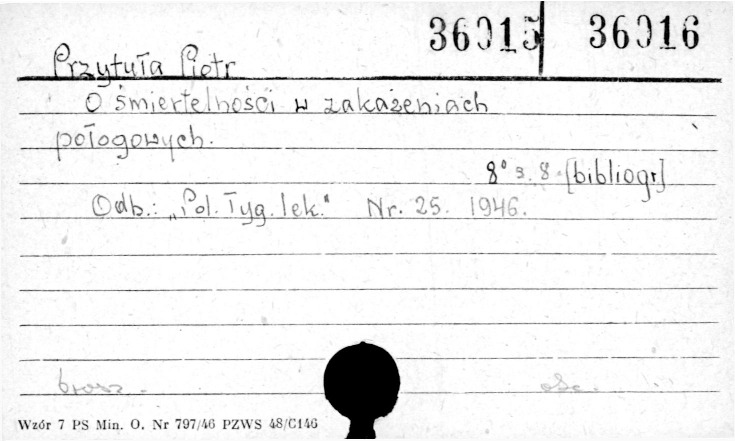 36015 36016
Przytuła Piotr
O śmiertelności w zakażeniach
połogowych.
8° s. 8 [bibliogr]
Odb.: „Pol. Tyg. lek." Nr. 25. 1946.
brosz.
Wzór 7 PS Min. O. Nr 797/46 PZWS 48/C146